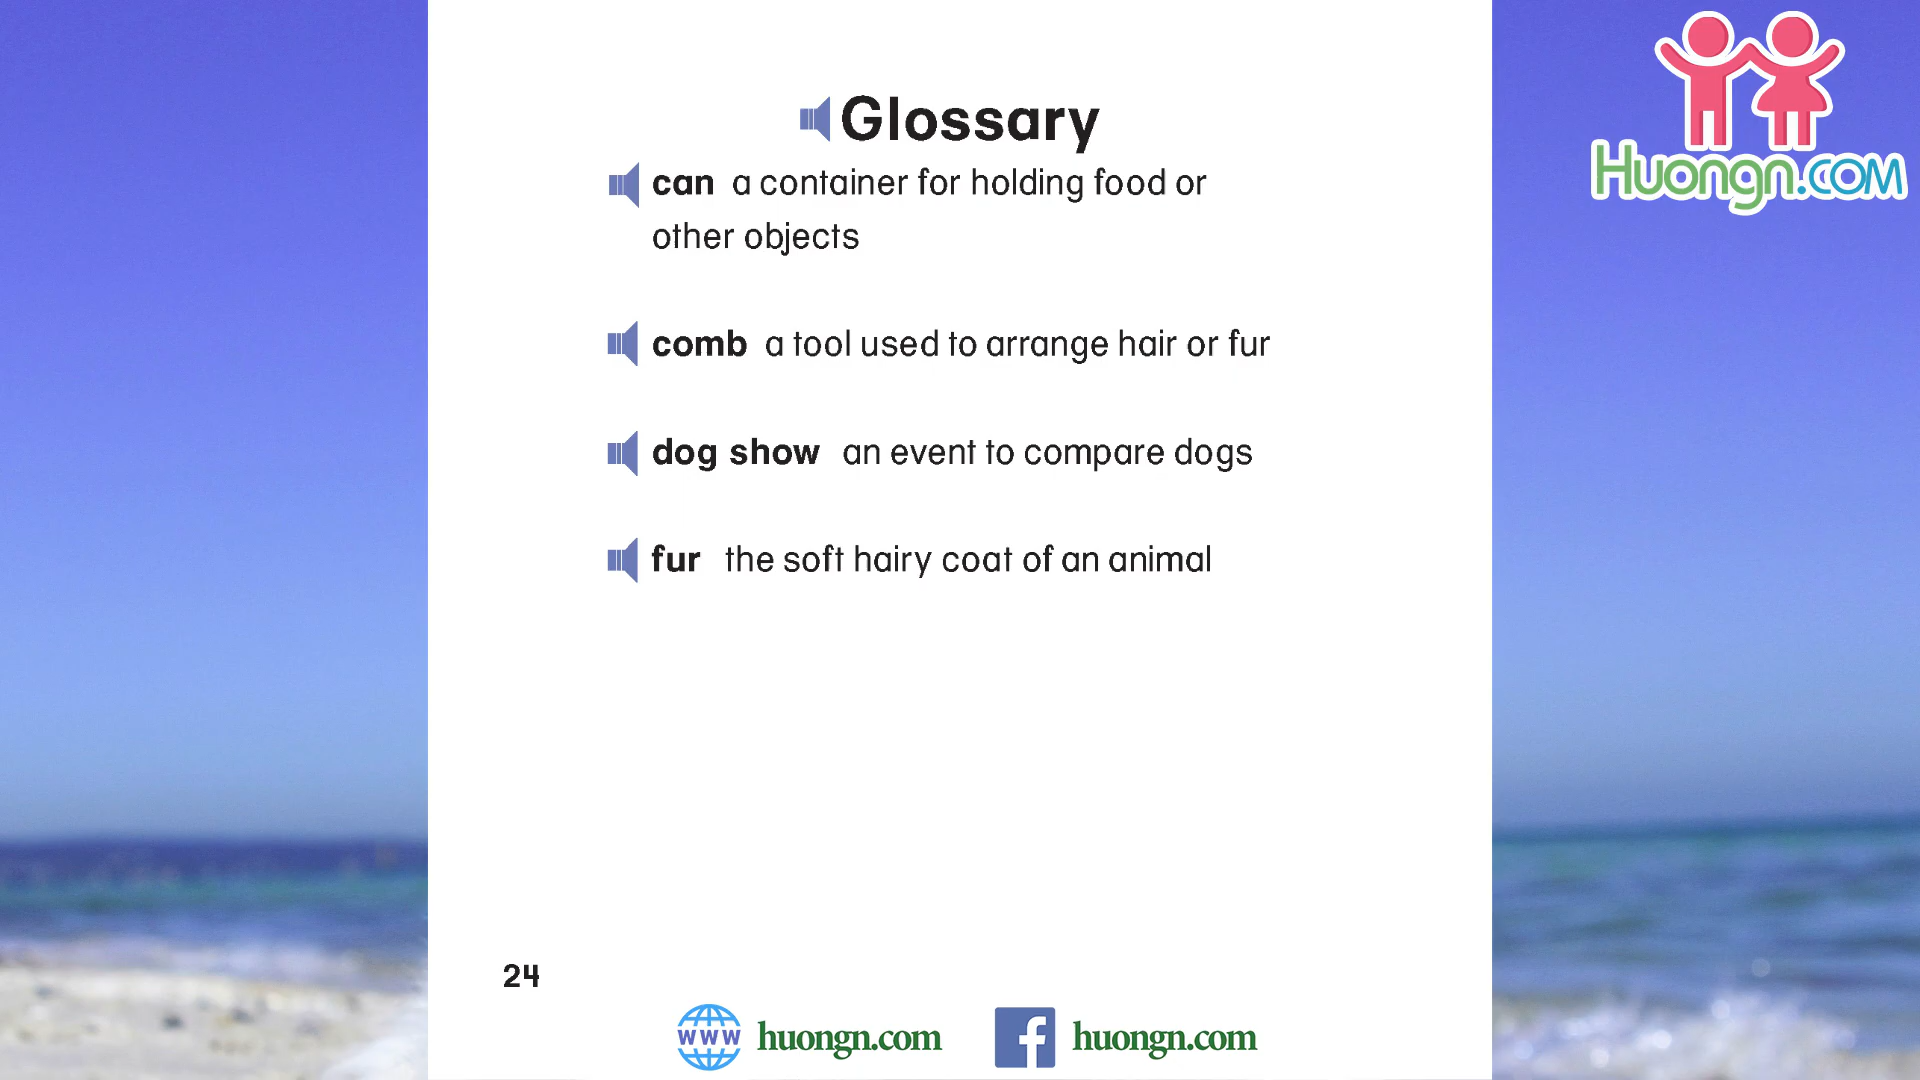 Glossary
can a container for holding food or
other objects
comb a tool used to arrange hair or fur
dog show an event to compare dogs
fur the soft hairy coat of an animal
24
www huongn.com
f huongn.com
Huongn.com